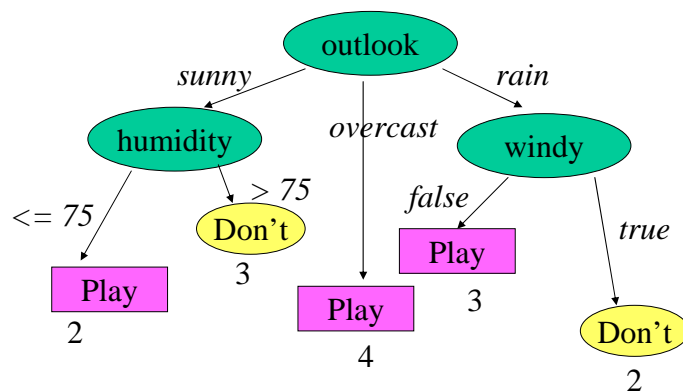 outlook
sunny
rain
overcast
humidity
windy
<= 75
> 75
false
true
Don't
Play
Play
Play
Don't
3
2
3
4
2